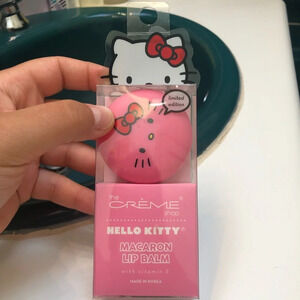 limited
edition
the
CRÈME
shop
HELLO KITTY®
MACARON
LIP BALM
with vitamin E
MADE IN KOREA